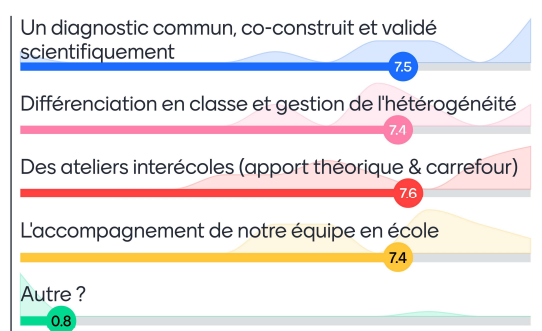 Un diagnostic commun, co-construit et validé
scientifiquement
7.5
Différenciation en classe et gestion de l'hétérogénéité
7.4
Des ateliers interécoles (apport théorique & carrefour)
7.6
L'accompagnement de notre équipe en école
7.4
Autre ?
0.8